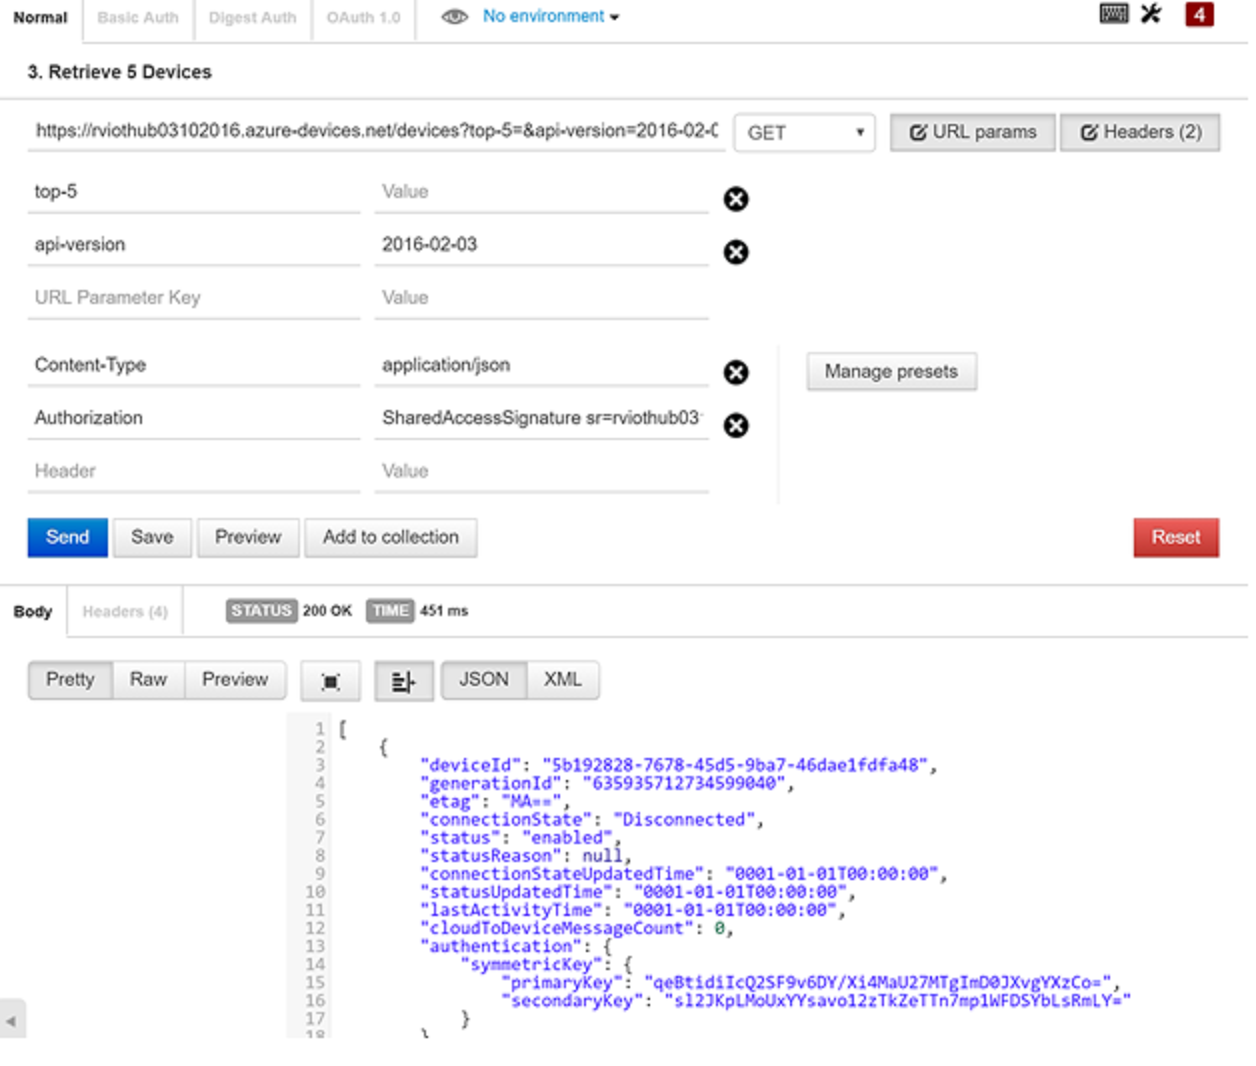 Normal Basic Auth Digest Auth OAuth 1.0 No environment 4
3. Retrieve 5 Devices
https://rviothub03102016.azure-devices.net/devices?top-5=&api-version=2016-02-0 GET URL params Headers (2)
top-5 Value
api-version 2016-02-03
URL Parameter Key Value
Content-Type application/json Manage presets
Authorization SharedAccessSignature sr=rviothub03
Header Value
Send Save Preview Add to collection Reset
Body Headers (4) STATUS 200 OK TIME 451 ms
Pretty Raw Preview JSON XML
1 [
2 {
3 "deviceId": "5b192828-7678-45d5-9ba7-46dae1fdfa48",
4 "generationId": "635935712734599040",
5 "etag": "MA==",
6 "connectionState": "Disconnected",
7 "status": "enabled",
8 "statusReason": null,
9 "connectionStateUpdatedTime": "0001-01-01T00:00:00",
10 "statusUpdatedTime": "0001-01-01T00:00:00",
11 "lastActivityTime": "0001-01-01T00:00:00",
12 "cloudToDeviceMessageCount": 0,
13 "authentication": {
14 "symmetricKey": {
15 "primaryKey": "qeBtidiIcQ2SF9v6DY/Xi4MaU27MTgImD0JXvgYXzCo=",
16 "secondaryKey": "sl2JKpLMoUxYYsavo12zTkZeTTn7mp1WFDSYbLsRmLY="
17 }
18 }